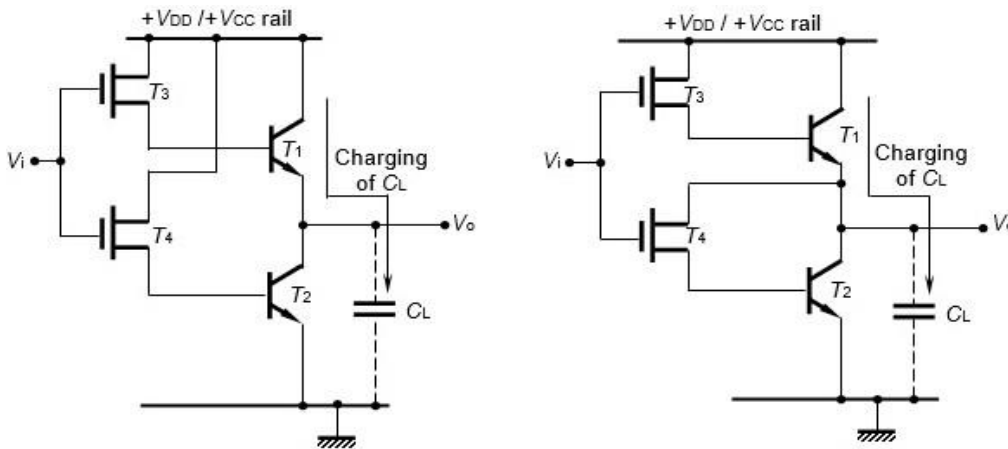 +VDD /+VCC rail
T3
T1
Vi
Charging
of CL
T4
Vo
T2
CL
+VDD / +VCC rail
T3
T1
Vi
Charging
of CL
T4
V
T2
CL